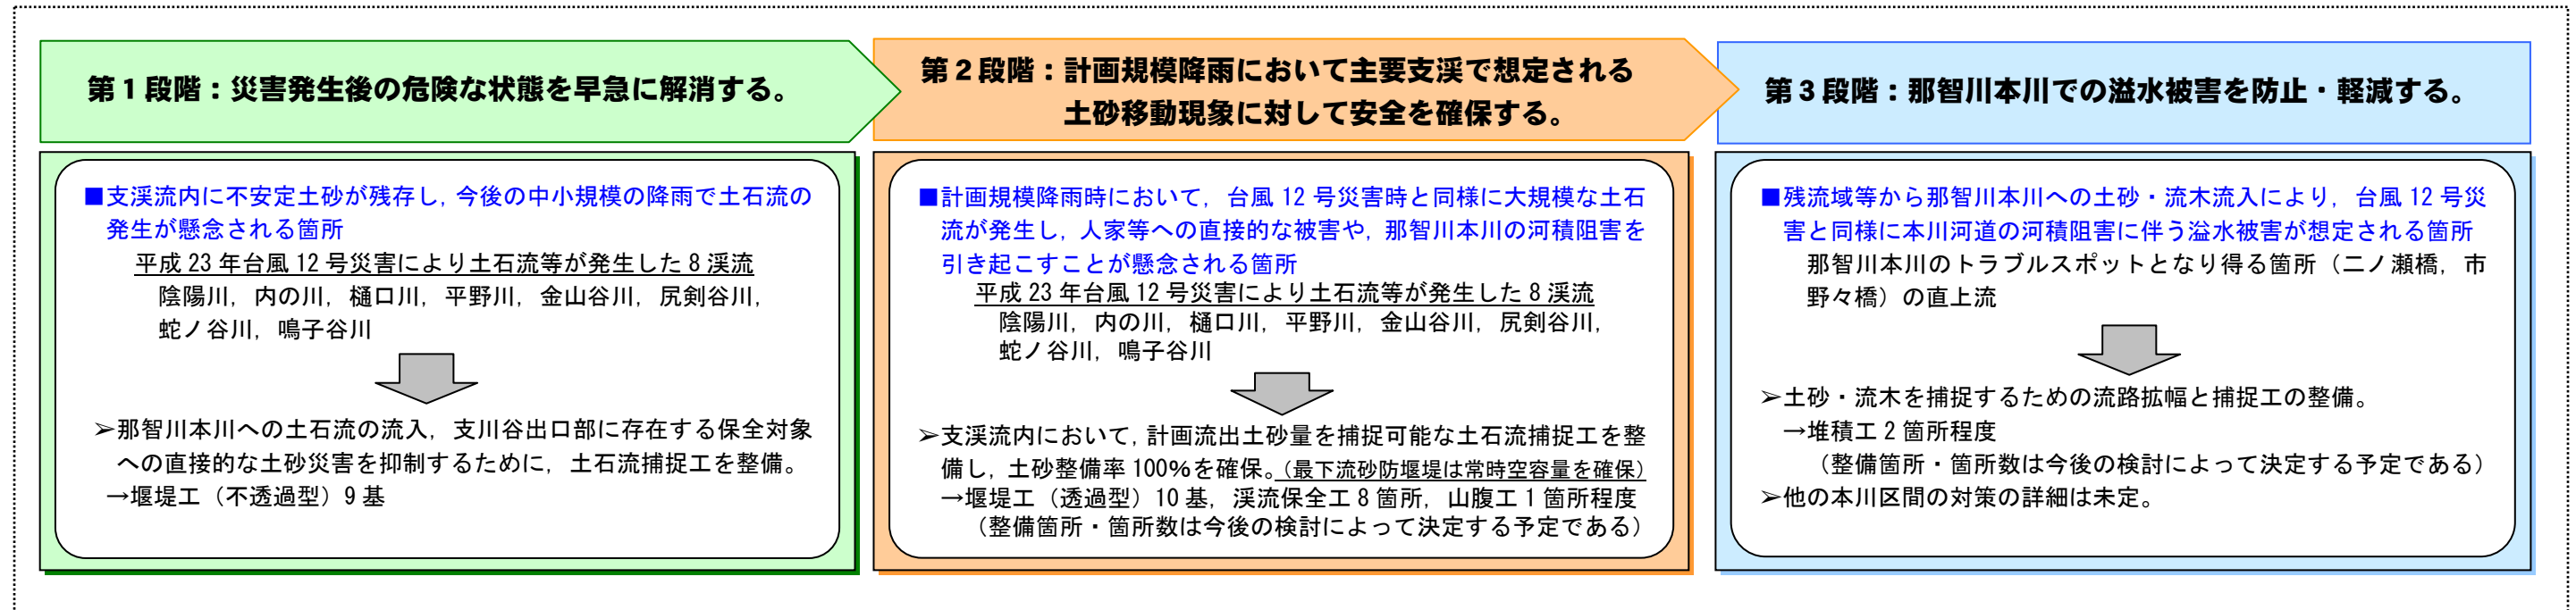 第１段階：災害発生後の危険な状態を早急に解消する。
■支渓流内に不安定土砂が残存し，今後の中小規模の降雨で土石流の
発生が懸念される箇所
平成 23 年台風 12 号災害により土石流等が発生した 8 渓流
陰陽川，内の川，樋口川，平野川，金山谷川，尻剣谷川，
蛇ノ谷川，鳴子谷川
➢那智川本川への土石流の流入，支川谷出口部に存在する保全対象
への直接的な土砂災害を抑制するために，土石流捕捉工を整備。
→堰堤工（不透過型）9 基
第２段階：計画規模降雨において主要支渓で想定される
土砂移動現象に対して安全を確保する。
■計画規模降雨時において，台風 12 号災害時と同様に大規模な土石
流が発生し，人家等への直接的な被害や，那智川本川の河積阻害を
引き起こすことが懸念される箇所
平成 23 年台風 12 号災害により土石流等が発生した 8 渓流
陰陽川，内の川，樋口川，平野川，金山谷川，尻剣谷川，
蛇ノ谷川，鳴子谷川
➢支渓流内において，計画流出土砂量を捕捉可能な土石流捕捉工を整
備し，土砂整備率 100%を確保。（最下流砂防堰堤は常時空容量を確保）
→堰堤工（透過型）10 基，渓流保全工 8 箇所，山腹工 1 箇所程度
（整備箇所・箇所数は今後の検討によって決定する予定である）
第３段階：那智川本川での溢水被害を防止・軽減する。
■残流域等から那智川本川への土砂・流木流入により，台風 12 号災
害と同様に本川河道の河積阻害に伴う溢水被害が想定される箇所
那智川本川のトラブルスポットとなり得る箇所（二ノ瀬橋，市
野々橋）の直上流
➢土砂・流木を捕捉するための流路拡幅と捕捉工の整備。
→堆積工 2 箇所程度
（整備箇所・箇所数は今後の検討によって決定する予定である）
➢他の本川区間の対策の詳細は未定。